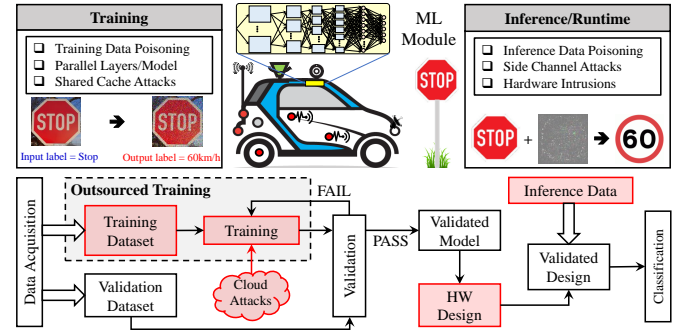 Training
Training Data Poisoning
Parallel Layers/Model
Shared Cache Attacks
STOP
STOP
Input label = Stop
Output label = 60km/h
ML
Module
STOP
Inference/Runtime
Inference Data Poisoning
Side Channel Attacks
Hardware Intrusions
STOP
+
60
Data Acquisition
Outsourced Training
Training
Dataset
Training
Cloud
Attacks
Validation
Dataset
FAIL
Validation
PASS
Validated
Model
HW
Design
Inference Data
Validated
Design
Classification